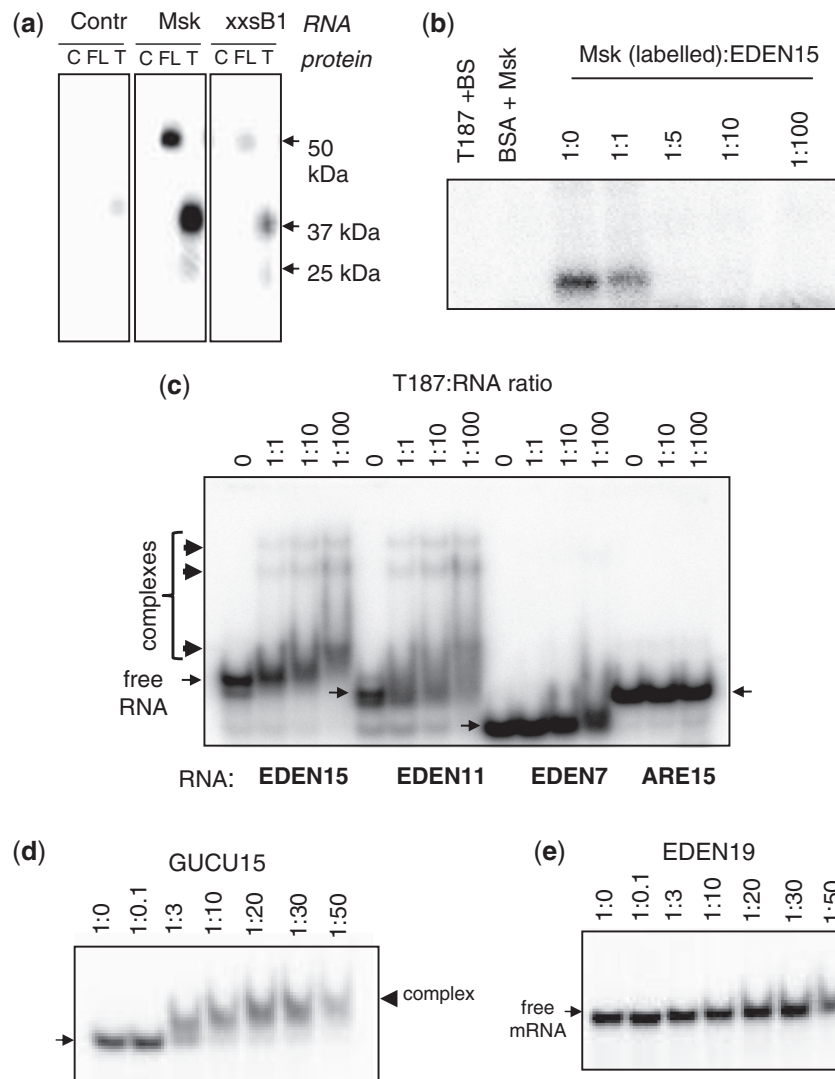 (a)
Contr Msk xxsB1 RNA
C FL T C FL T C FL T protein
50
kDa
37 kDa
25 kDa
(b)
Msk (labelled):EDEN15
T187 +BS
BSA + Msk
1:0
1:1
1:5
1:10
1:100
(c)
T187:RNA ratio
0 1:1 1:10 1:100 0 1:1 1:10 1:100 0 1:1 1:10 1:100 0 1:10 1:100
complexes
free
RNA
RNA: EDEN15 EDEN11 EDEN7 ARE15
(d)
GUCU15
1:0 1:0.1 1:3 1:10 1:20 1:30 1:50
complex
(e)
EDEN19
1:0 1:0.1 1:3 1:10 1:20 1:30 1:50
free
mRNA